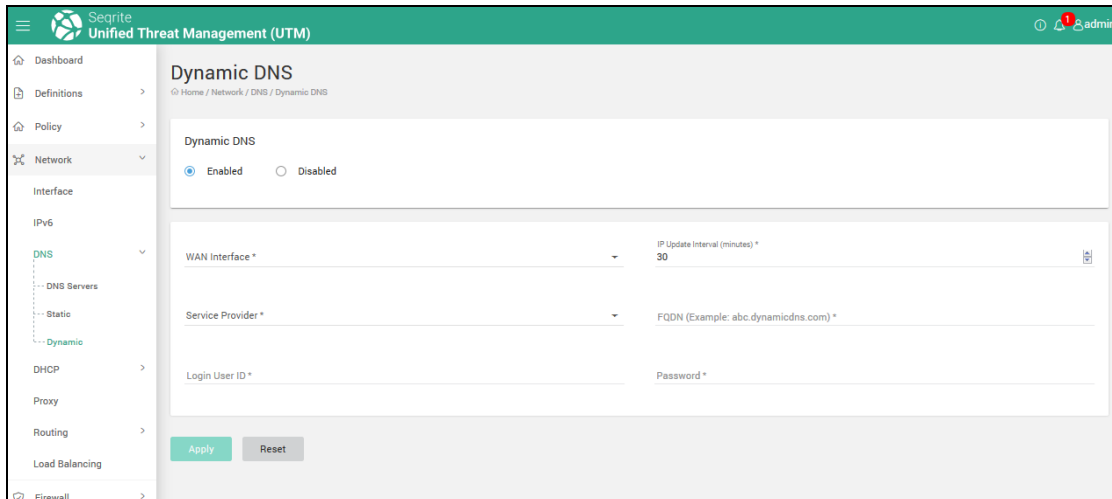 Seqrite
Unified Threat Management (UTM)
1
admin
Dashboard
Definitions
Policy
Network
Interface
IPv6
DNS
DNS Servers
Static
Dynamic
DHCP
Proxy
Routing
Load Balancing
Firewall
Dynamic DNS
Home / Network / DNS / Dynamic DNS
Dynamic DNS
Enabled Disabled
WAN Interface *
IP Update Interval (minutes) *
30
Service Provider *
FQDN (Example: abc.dynamicdns.com) *
Login User ID *
Password *
Apply Reset